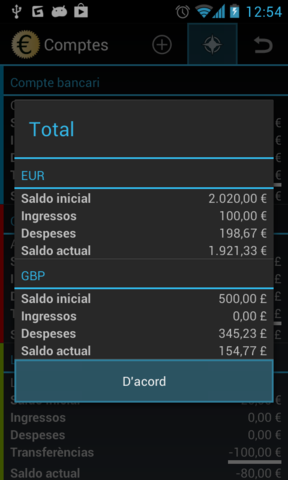 12:54
Comptes
Compte bancari
Total
EUR
Saldo inicial 2.020,00 €
Ingressos 100,00 €
Despeses 198,67 €
Saldo actual 1.921,33 €
GBP
Saldo inicial 500,00 £
Ingressos 0,00 £
Despeses 345,23 £
Saldo actual 154,77 £
D'acord
Ingressos 0,00 €
Despeses 0,00 €
Transferències -100,00 €
Saldo actual -80,00 €